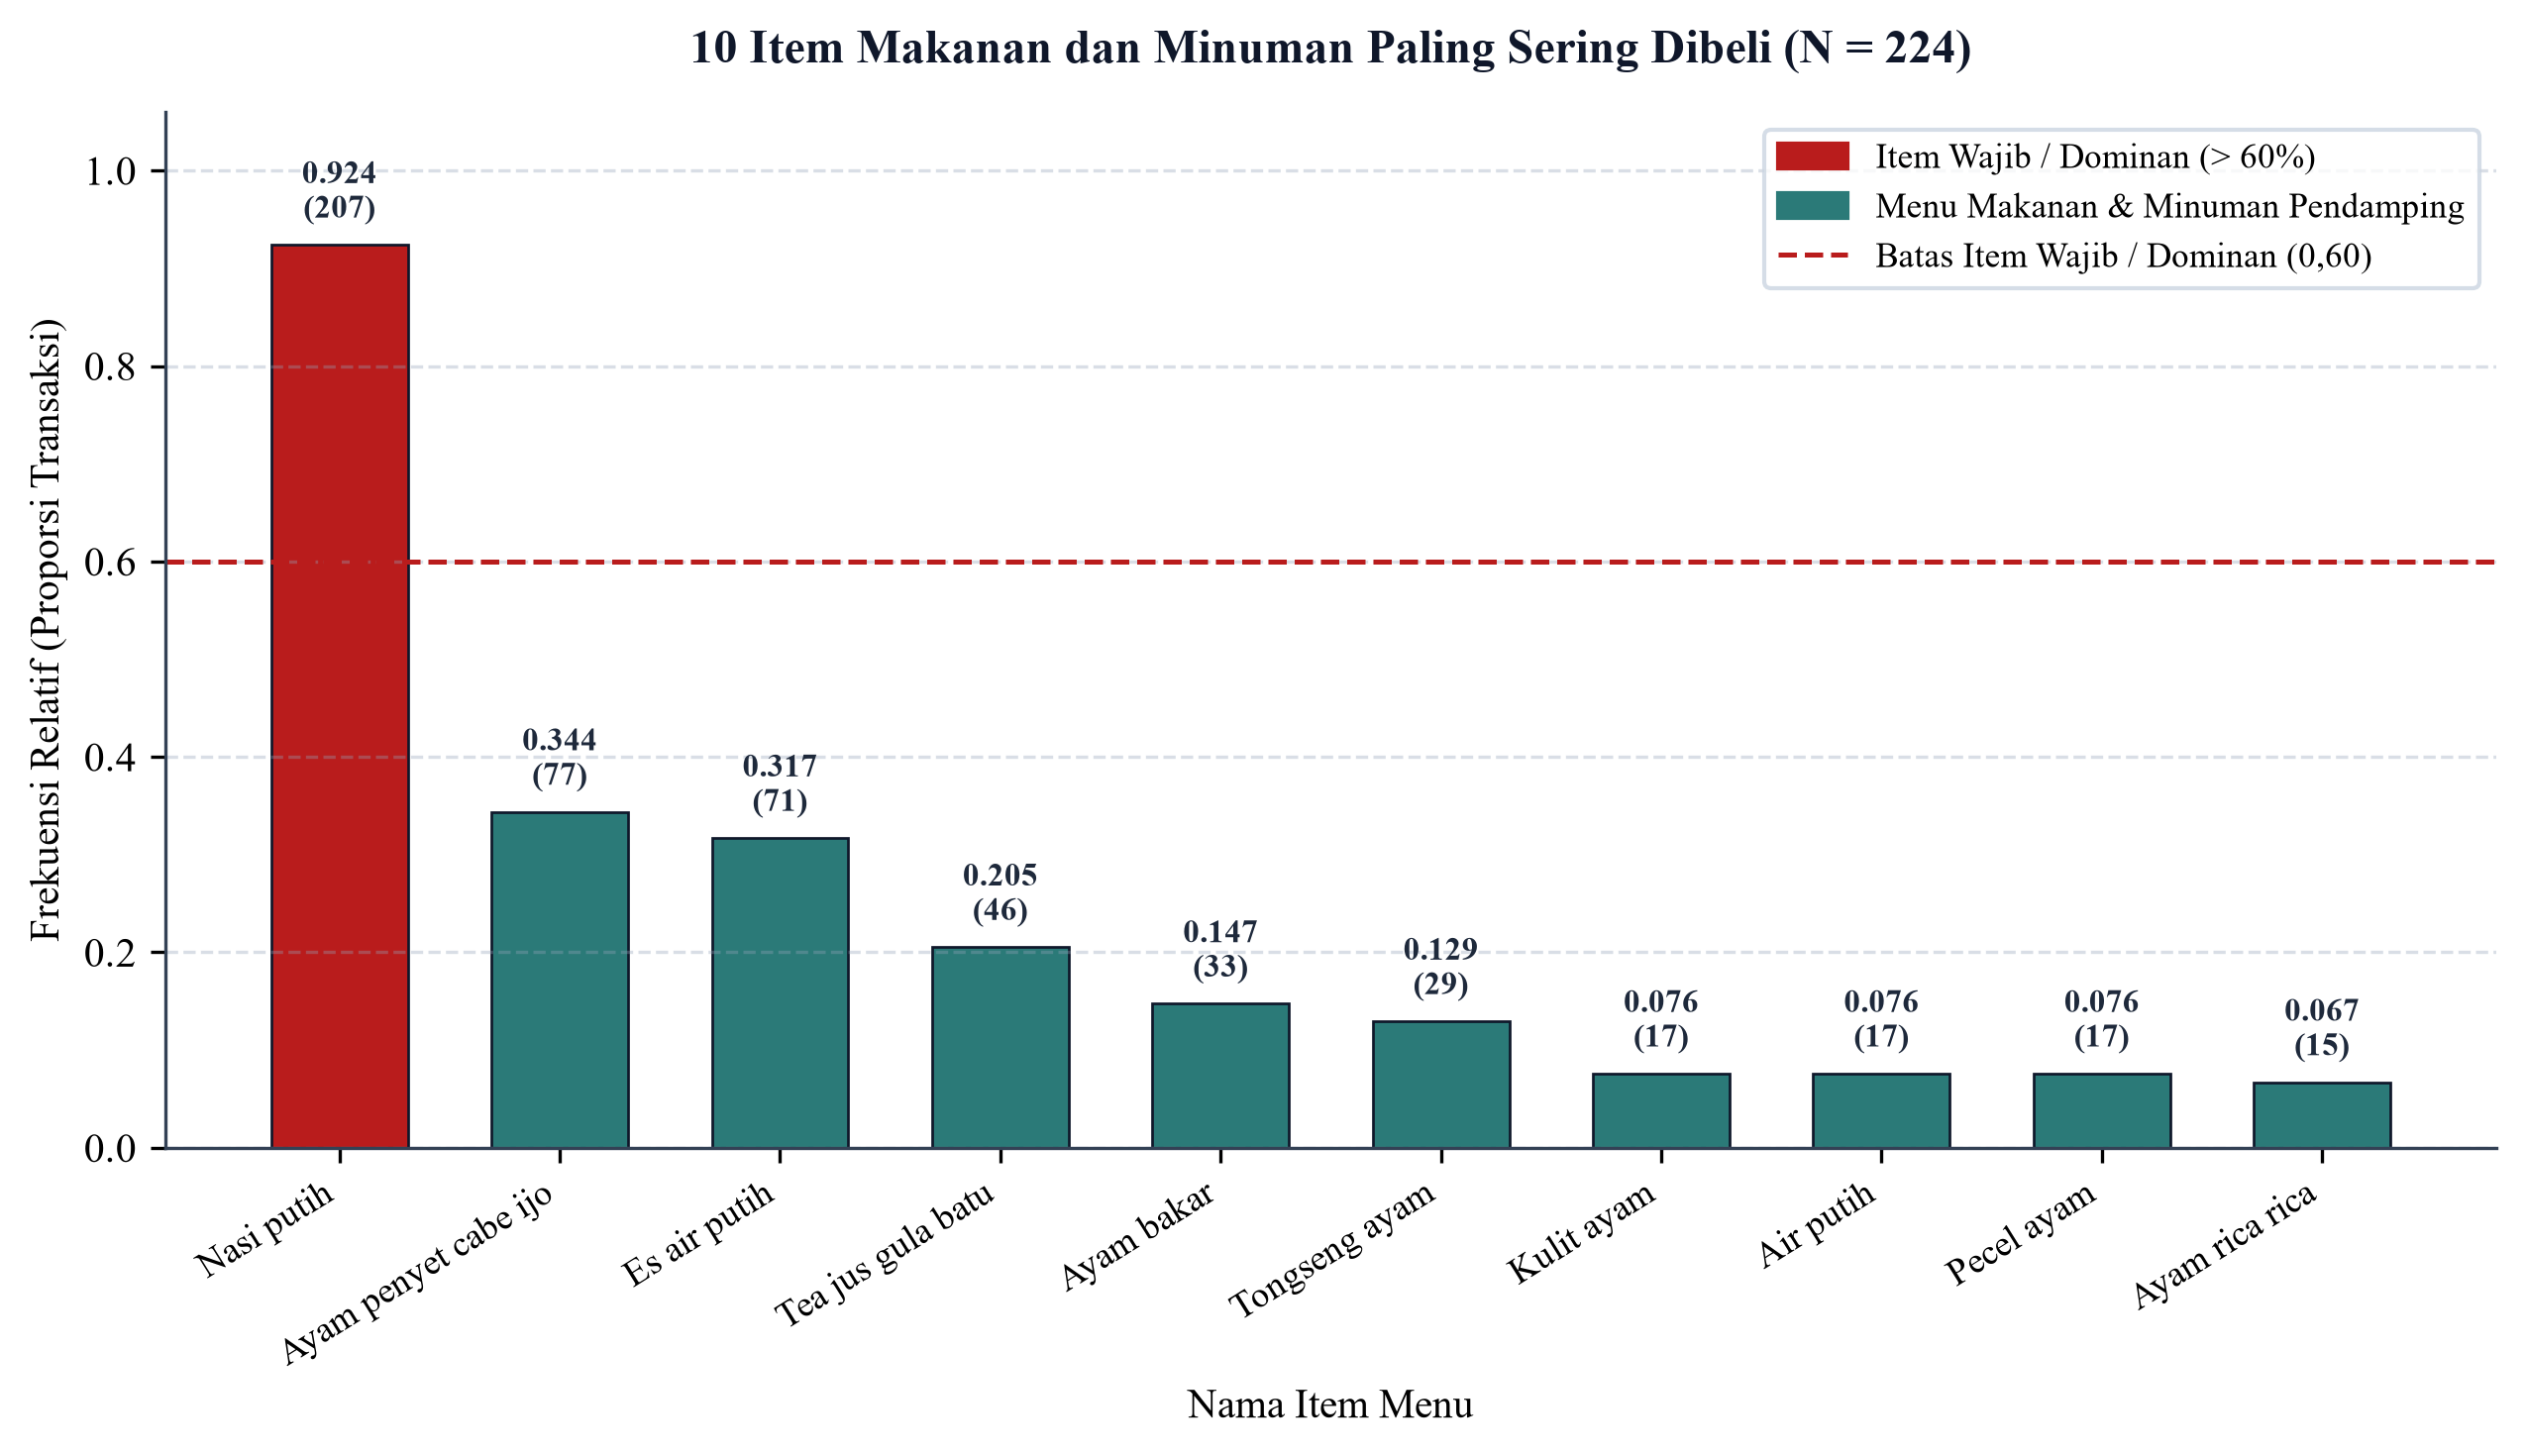 10 Item Makanan dan Minuman Paling Sering Dibeli (N = 224)
Item Wajib / Dominan (> 60%)
Menu Makanan & Minuman Pendamping
Batas Item Wajib / Dominan (0,60)
Frekuensi Relatif (Proporsi Transaksi)
1.0
0.8
0.6
0.4
0.2
0.0
0.924
(207)
0.344
(77)
0.317
(71)
0.205
(46)
0.147
(33)
0.129
(29)
0.076
(17)
0.076
(17)
0.076
(17)
0.067
(15)
Nasi putih
Ayam penyet cabe ijo
Es air putih
Tea jus gula batu
Ayam bakar
Tongseng ayam
Kulit ayam
Air putih
Pecel ayam
Ayam rica rica
Nama Item Menu